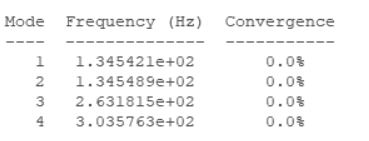 Mode  Frequency (Hz)  Convergence
----  --------------  -----------
1  1.345421e+02  0.0%
2  1.345489e+02  0.0%
3  2.631815e+02  0.0%
4  3.035763e+02  0.0%